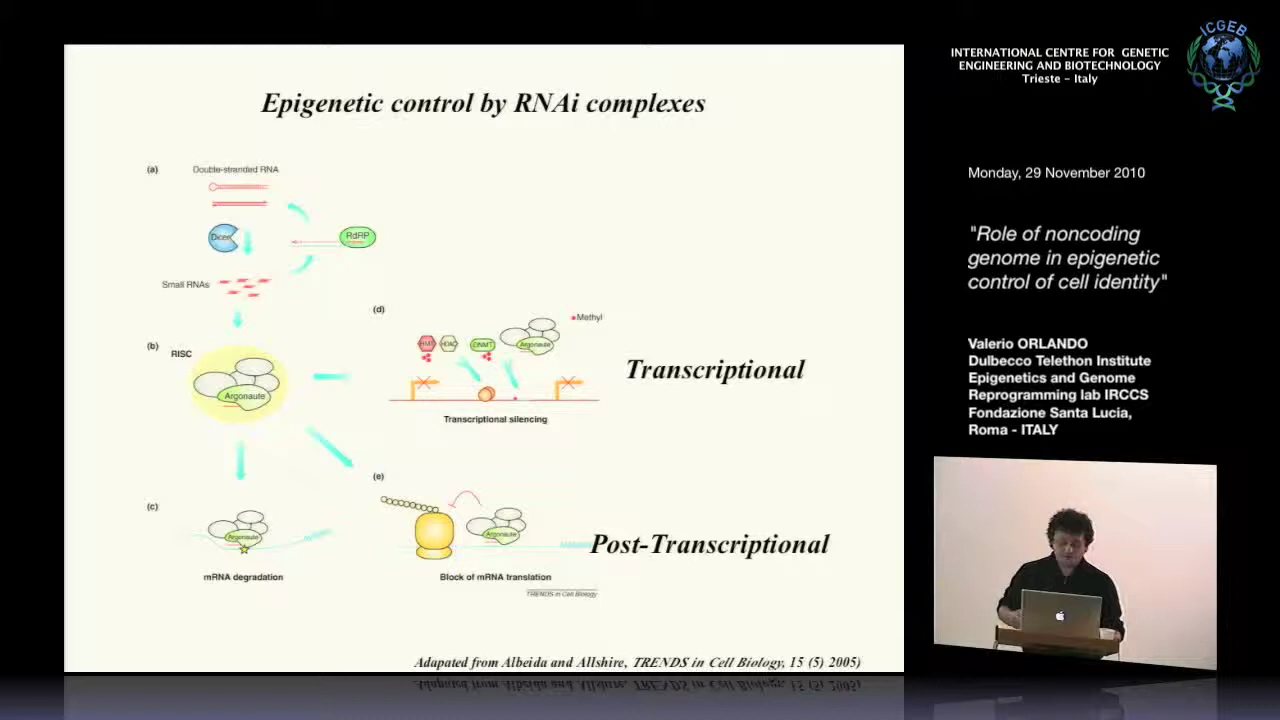 Epigenetic control by RNAi complexes
(a)
Double-stranded RNA
Dicer
RdRP
Small RNAs
(b)
RISC
Argonaute
(c)
Argonaute
mRNA degradation
(d)
Methyl
HMT
HDAC
DNMT
Argonaute
Transcriptional silencing
Transcriptional
(e)
Argonaute
Post-Transcriptional
Block of mRNA translation
TRENDS in Cell Biology
Adapated from Albeida and Allshire, TRENDS in Cell Biology, 15 (5) 2005)
INTERNATIONAL CENTRE FOR GENETIC
ENGINEERING AND BIOTECHNOLOGY
Trieste - Italy
ICGEB
Monday, 29 November 2010
"Role of noncoding
genome in epigenetic
control of cell identity"
Valerio ORLANDO
Dulbecco Telethon Institute
Epigenetics and Genome
Reprogramming lab IRCCS
Fondazione Santa Lucia,
Roma - ITALY